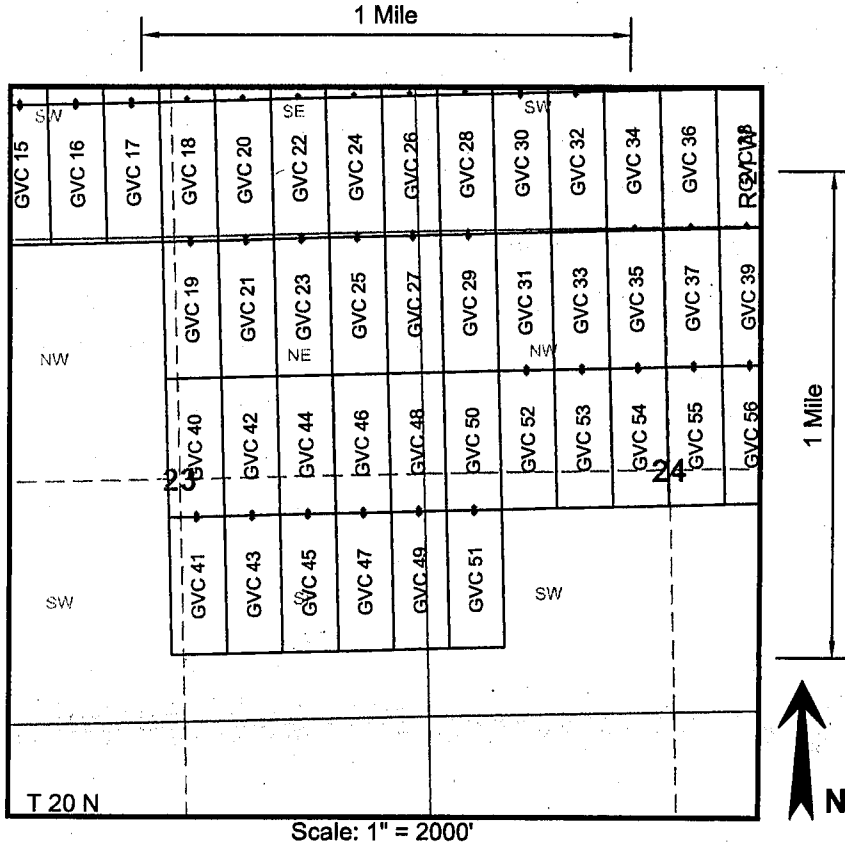 1 Mile
SW SE SW
GVC 15 GVC 16 GVC 17 GVC 18 GVC 20 GVC 22 GVC 24 GVC 26 GVC 28 GVC 30 GVC 32 GVC 34 GVC 36
GVC 19 GVC 21 GVC 23 GVC 25 GVC 27 GVC 29 GVC 31 GVC 33 GVC 35 GVC 37 GVC 39
NW NE NW
GVC 40 GVC 42 GVC 44 GVC 46 GVC 48 GVC 50 GVC 52 GVC 53 GVC 54 GVC 55 GVC 56
1 Mile
23 24
GVC 41 GVC 43 GVC 45 GVC 47 GVC 49 GVC 51
SW SW
T 20 N
N
Scale: 1" = 2000'